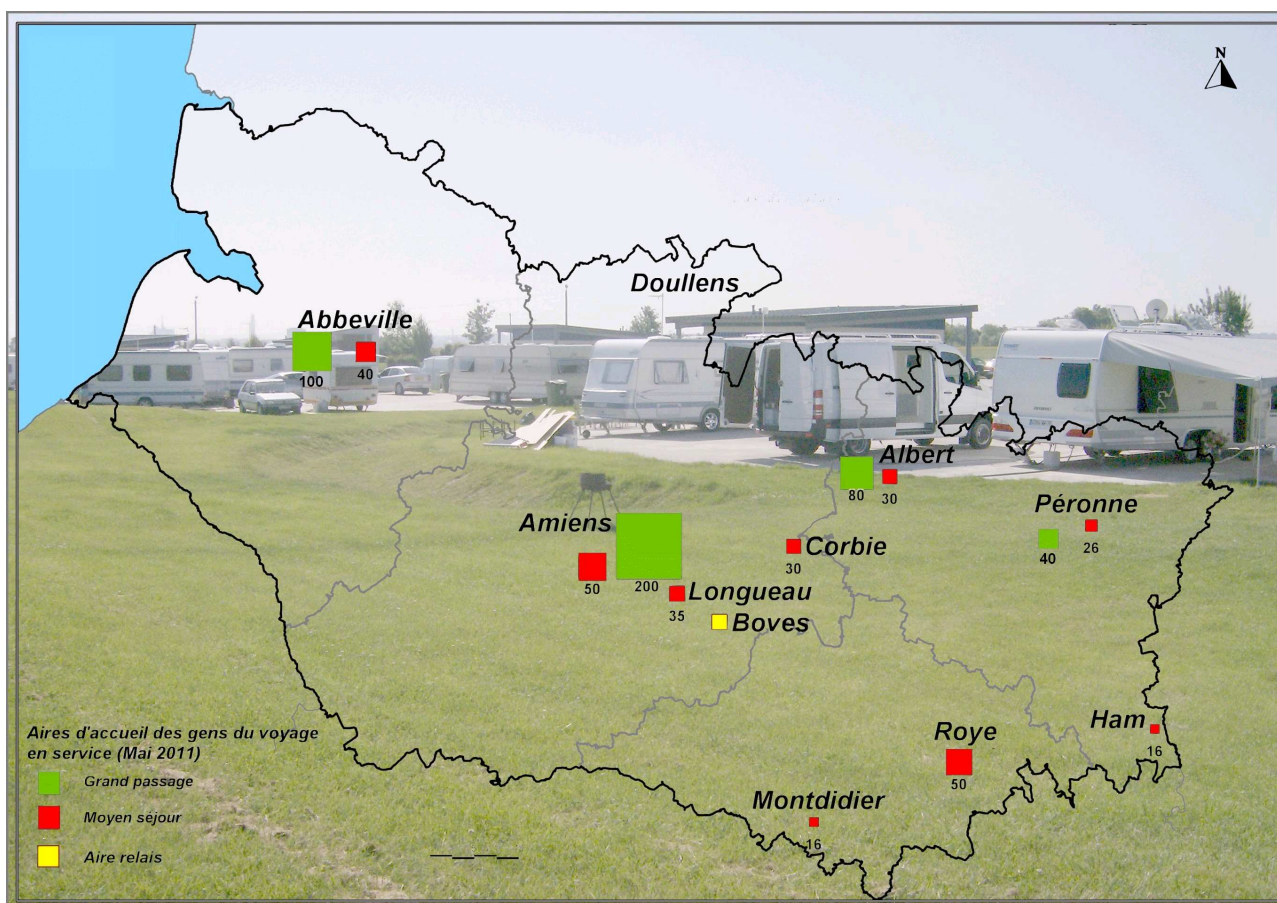 N
Doullens
Abbeville
100
40
Albert
80
30
Péronne
40
26
Amiens
50
200
Corbie
30
Longueau
35
Boves
Ham
16
Roye
50
Montdidier
16
Aires d'accueil des gens du voyage
en service (Mai 2011)
Grand passage
Moyen séjour
Aire relais